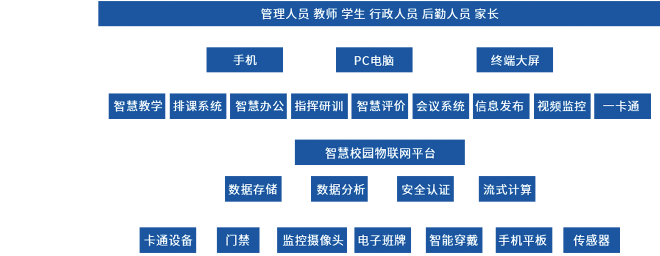 管理人员 教师 学生 行政人员 后勤人员 家长
手机 PC电脑 终端大屏
智慧教学 排课系统 智慧办公 指挥研训 智慧评价 会议系统 信息发布 视频监控 一卡通
智慧校园物联网平台
数据存储 数据分析 安全认证 流式计算
卡通设备 门禁 监控摄像头 电子班牌 智能穿戴 手机平板 传感器